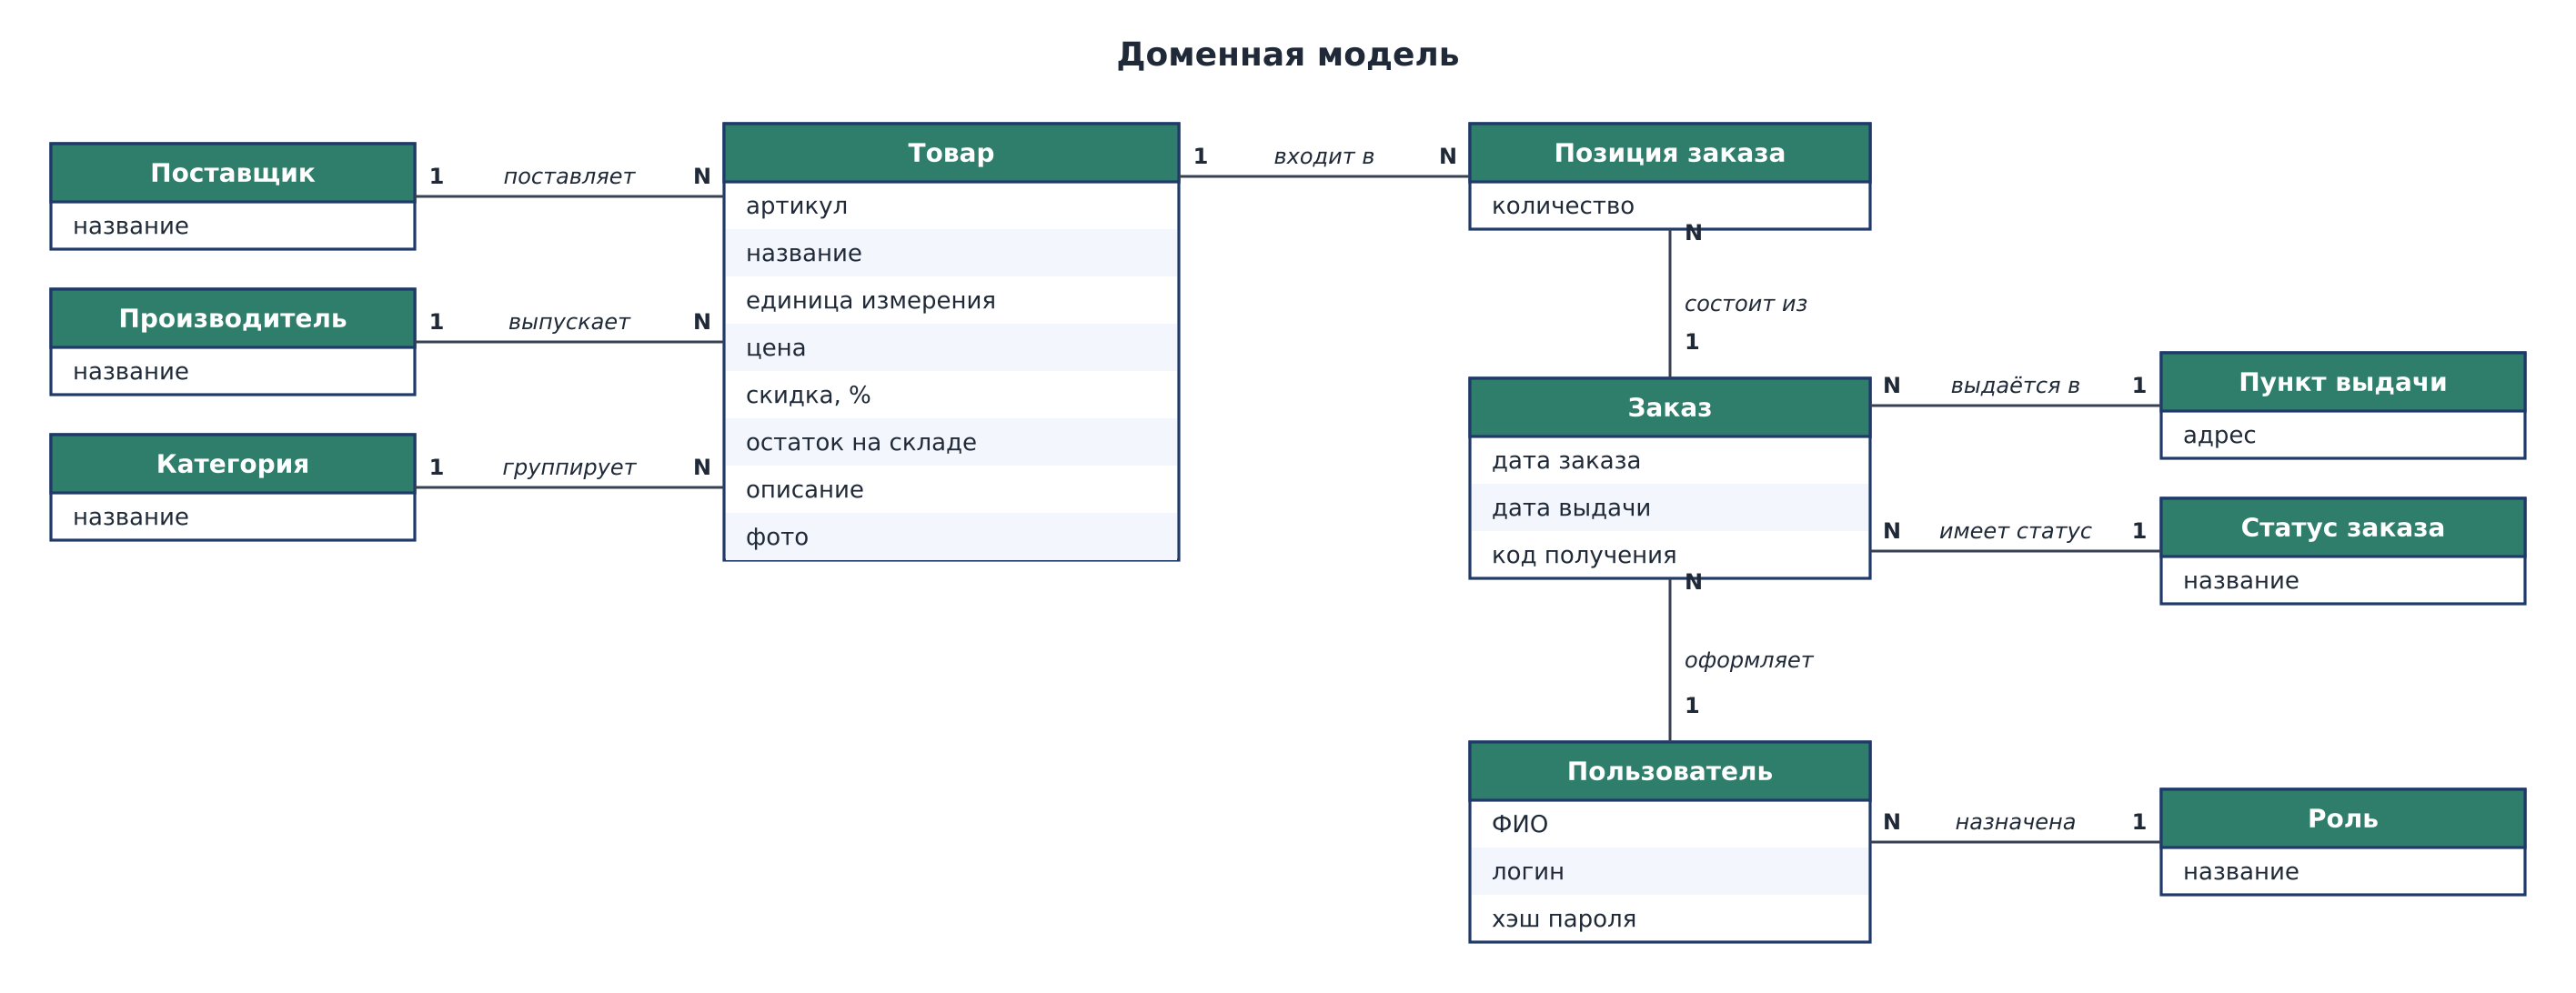 Доменная модель
Поставщик
название
1 поставляет N
Производитель
название
1 выпускает N
Категория
название
1 группирует N
Товар
артикул
название
единица измерения
цена
скидка, %
остаток на складе
описание
фото
1 входит в N
Позиция заказа
количество
N
состоит из
1
Заказ
дата заказа
дата выдачи
код получения
N выдаётся в 1
Пункт выдачи
адрес
N имеет статус 1
Статус заказа
название
N
оформляет
1
Пользователь
ФИО
логин
хэш пароля
N назначена 1
Роль
название